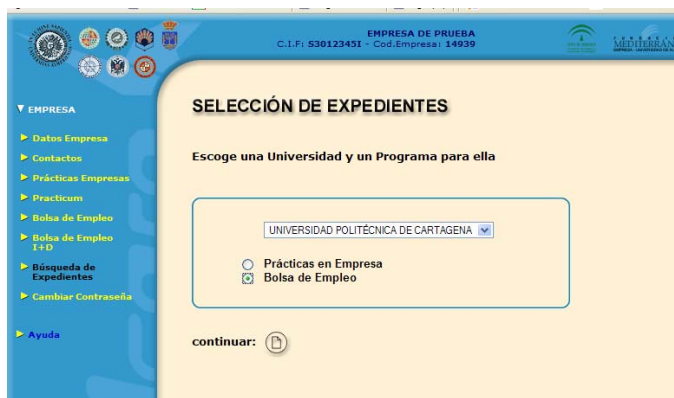 EMPRESA DE PRUEBA
C.I.F: S3012345I - Cod.Empresa: 14939
MEDITERRÁN
EMPRESA
Datos Empresa
Contactos
Prácticas Empresas
Practicum
Bolsa de Empleo
Bolsa de Empleo
I+D
Búsqueda de
Expedientes
Cambiar Contraseña
Ayuda
SELECCIÓN DE EXPEDIENTES
Escoge una Universidad y un Programa para ella
UNIVERSIDAD POLITÉCNICA DE CARTAGENA
Prácticas en Empresa
Bolsa de Empleo
continuar: